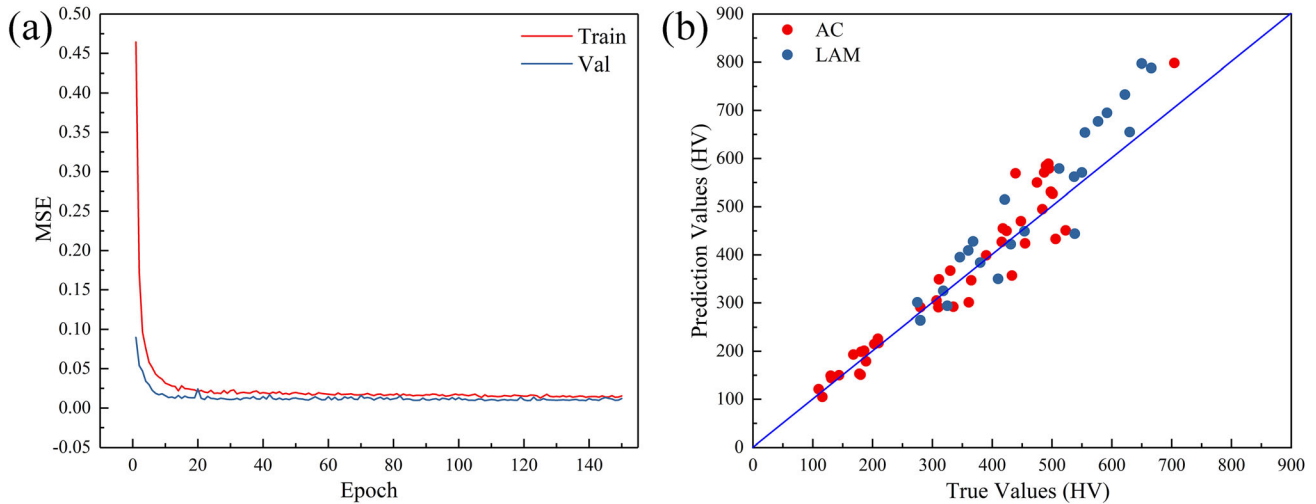 (a)
0.50
0.45
0.40
0.35
0.30
0.25
0.20
0.15
0.10
0.05
0.00
-0.05
MSE
Train
Val
0 20 40 60 80 100 120 140
Epoch
(b)
900
800
700
600
500
400
300
200
100
0
Prediction Values (HV)
AC
LAM
0 100 200 300 400 500 600 700 800 900
True Values (HV)